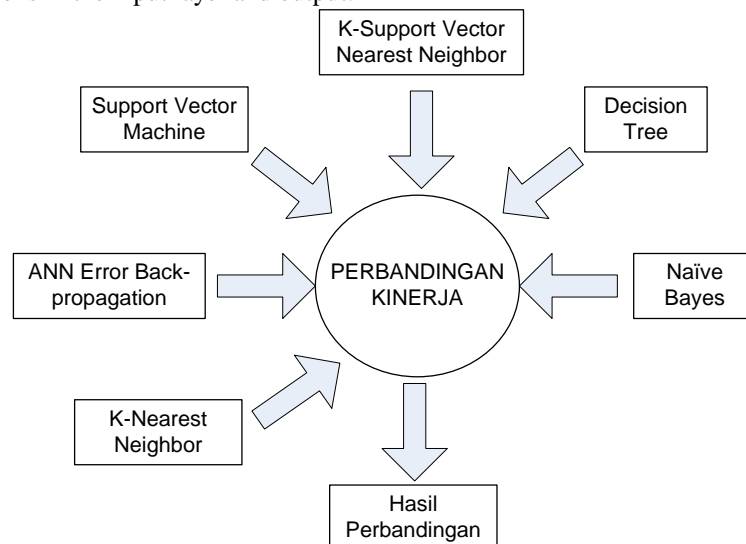 K-Support Vector
Nearest Neighbor
Support Vector
Machine
Decision
Tree
ANN Error Back-
propagation
PERBANDINGAN
KINERJA
Naïve
Bayes
K-Nearest
Neighbor
Hasil
Perbandingan